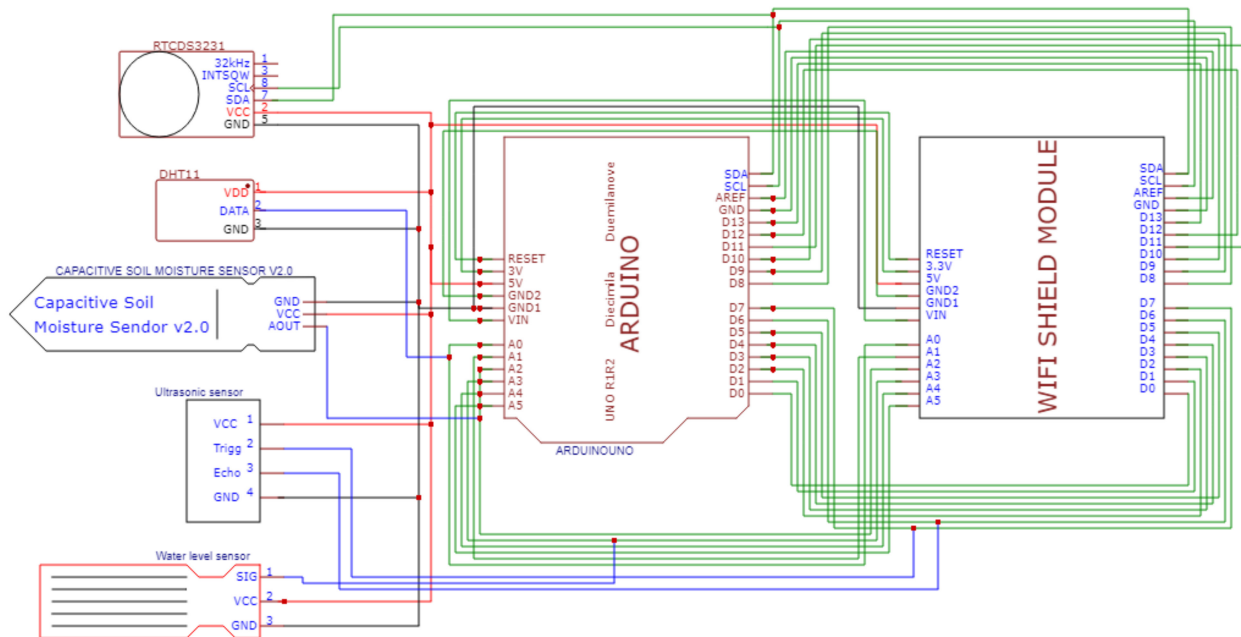 RTCDS3231
32kHz 1
INTSQW 3
SCL 8
SDA 7
VCC 2
GND 5
DHT11
VDD 1
DATA 2
GND 3
CAPACITIVE SOIL MOISTURE SENSOR V2.0
Capacitive Soil
Moisture Sendor v2.0
GND
VCC
AOUT
Ultrasonic sensor
VCC 1
Trigg 2
Echo 3
GND 4
Water level sensor
SIG 1
VCC 2
GND 3
RESET
3V
5V
GND2
GND1
VIN
A0
A1
A2
A3
A4
A5
UNO R1R2 Diecimila Duemilanove
ARDUINO
SDA
SCL
AREF
GND
D13
D12
D11
D10
D9
D8
D7
D6
D5
D4
D3
D2
D1
D0
ARDUINOUNO
RESET
3.3V
5V
GND2
GND1
VIN
A0
A1
A2
A3
A4
A5
WIFI SHIELD MODULE
SDA
SCL
AREF
GND
D13
D12
D11
D10
D9
D8
D7
D6
D5
D4
D3
D2
D1
D0